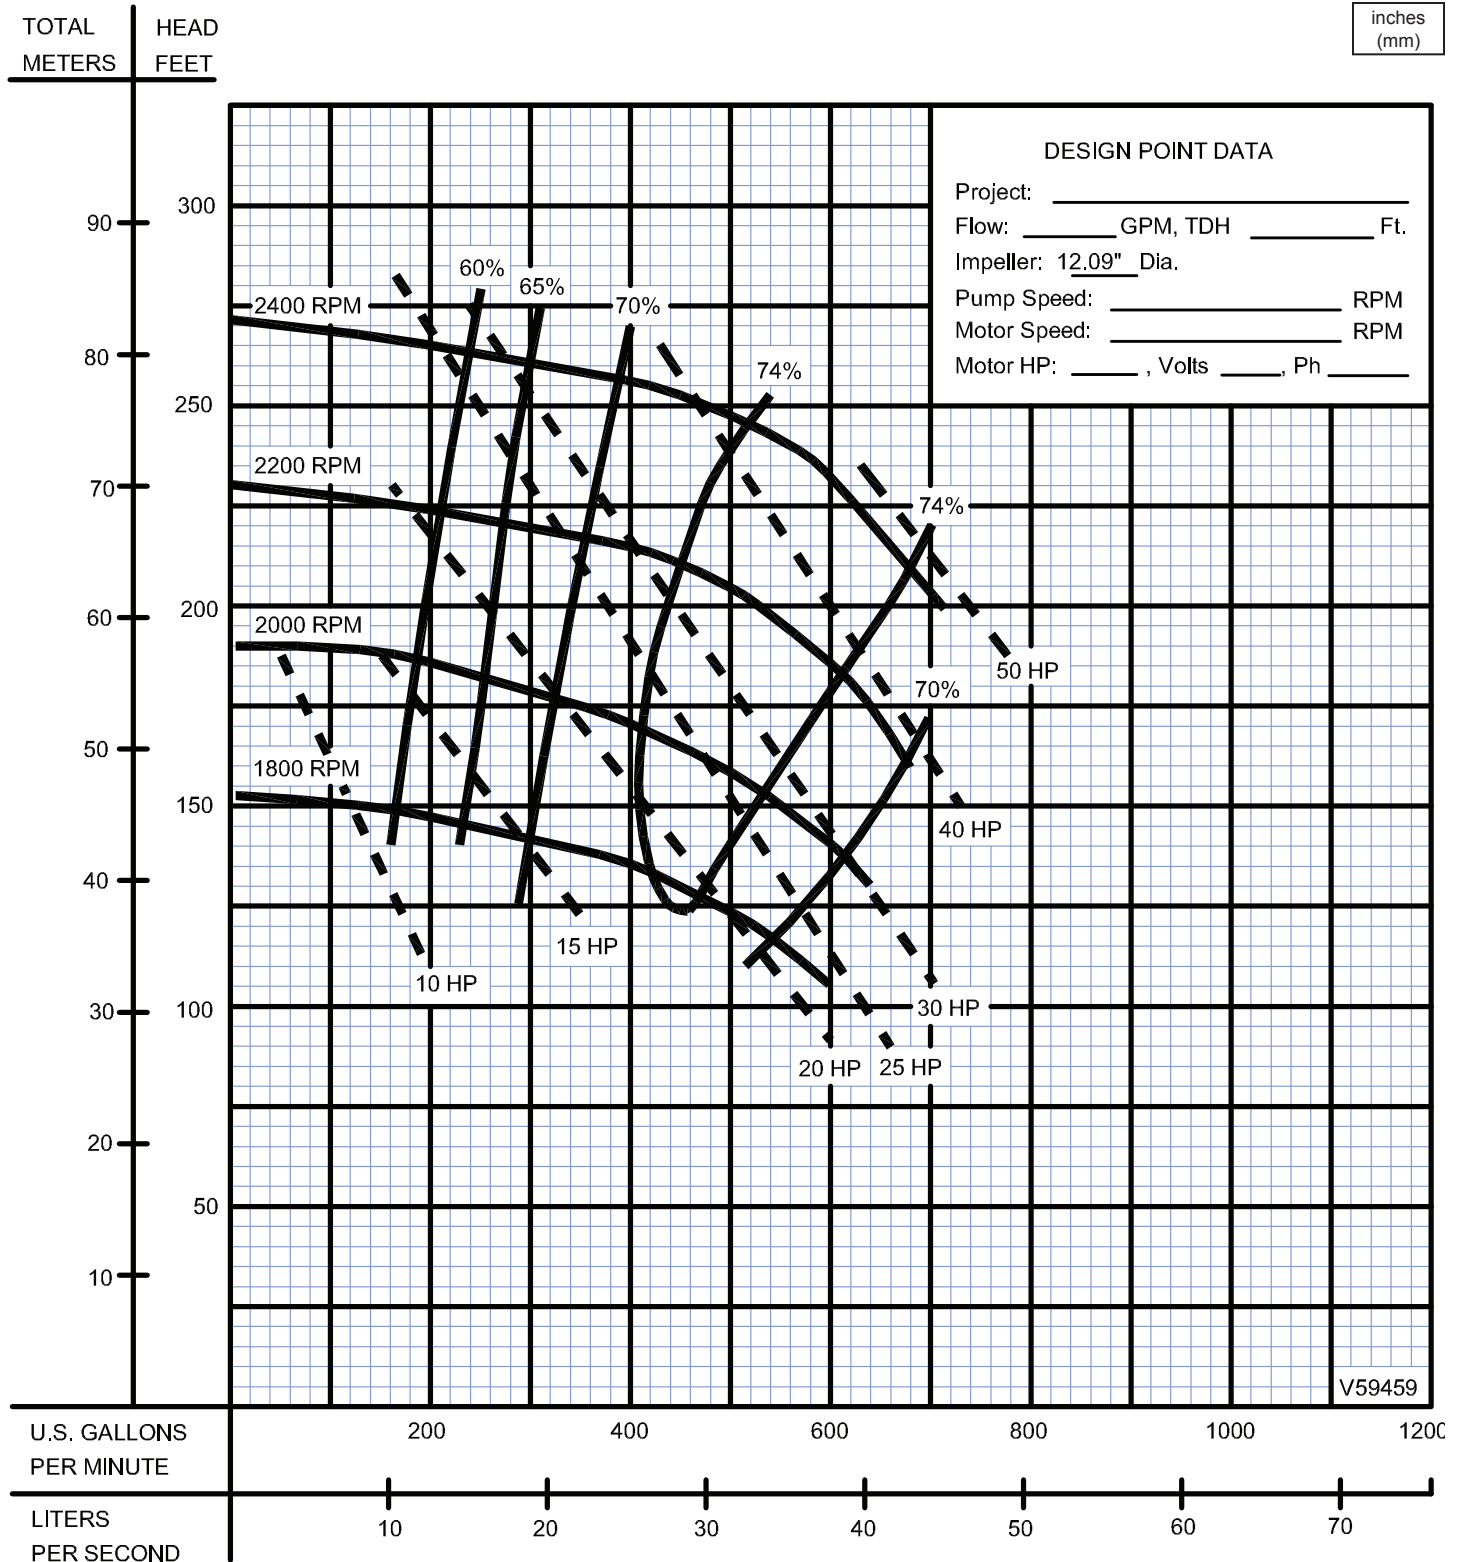 TOTAL HEAD
METERS FEET
inches
(mm)
DESIGN POINT DATA
Project:
Flow: GPM, TDH Ft.
Impeller: 12.09" Dia.
Pump Speed: RPM
Motor Speed: RPM
Motor HP: , Volts , Ph
300
90
60%
65%
2400 RPM
70%
80
74%
250
2200 RPM
70
74%
200
60
2000 RPM
50 HP
70%
50
1800 RPM
150
40 HP
40
15 HP
10 HP
30
100
30 HP
20 HP
25 HP
20
50
10
V59459
U.S. GALLONS
PER MINUTE
200 400 600 800 1000 1200
LITERS
PER SECOND
10 20 30 40 50 60 70